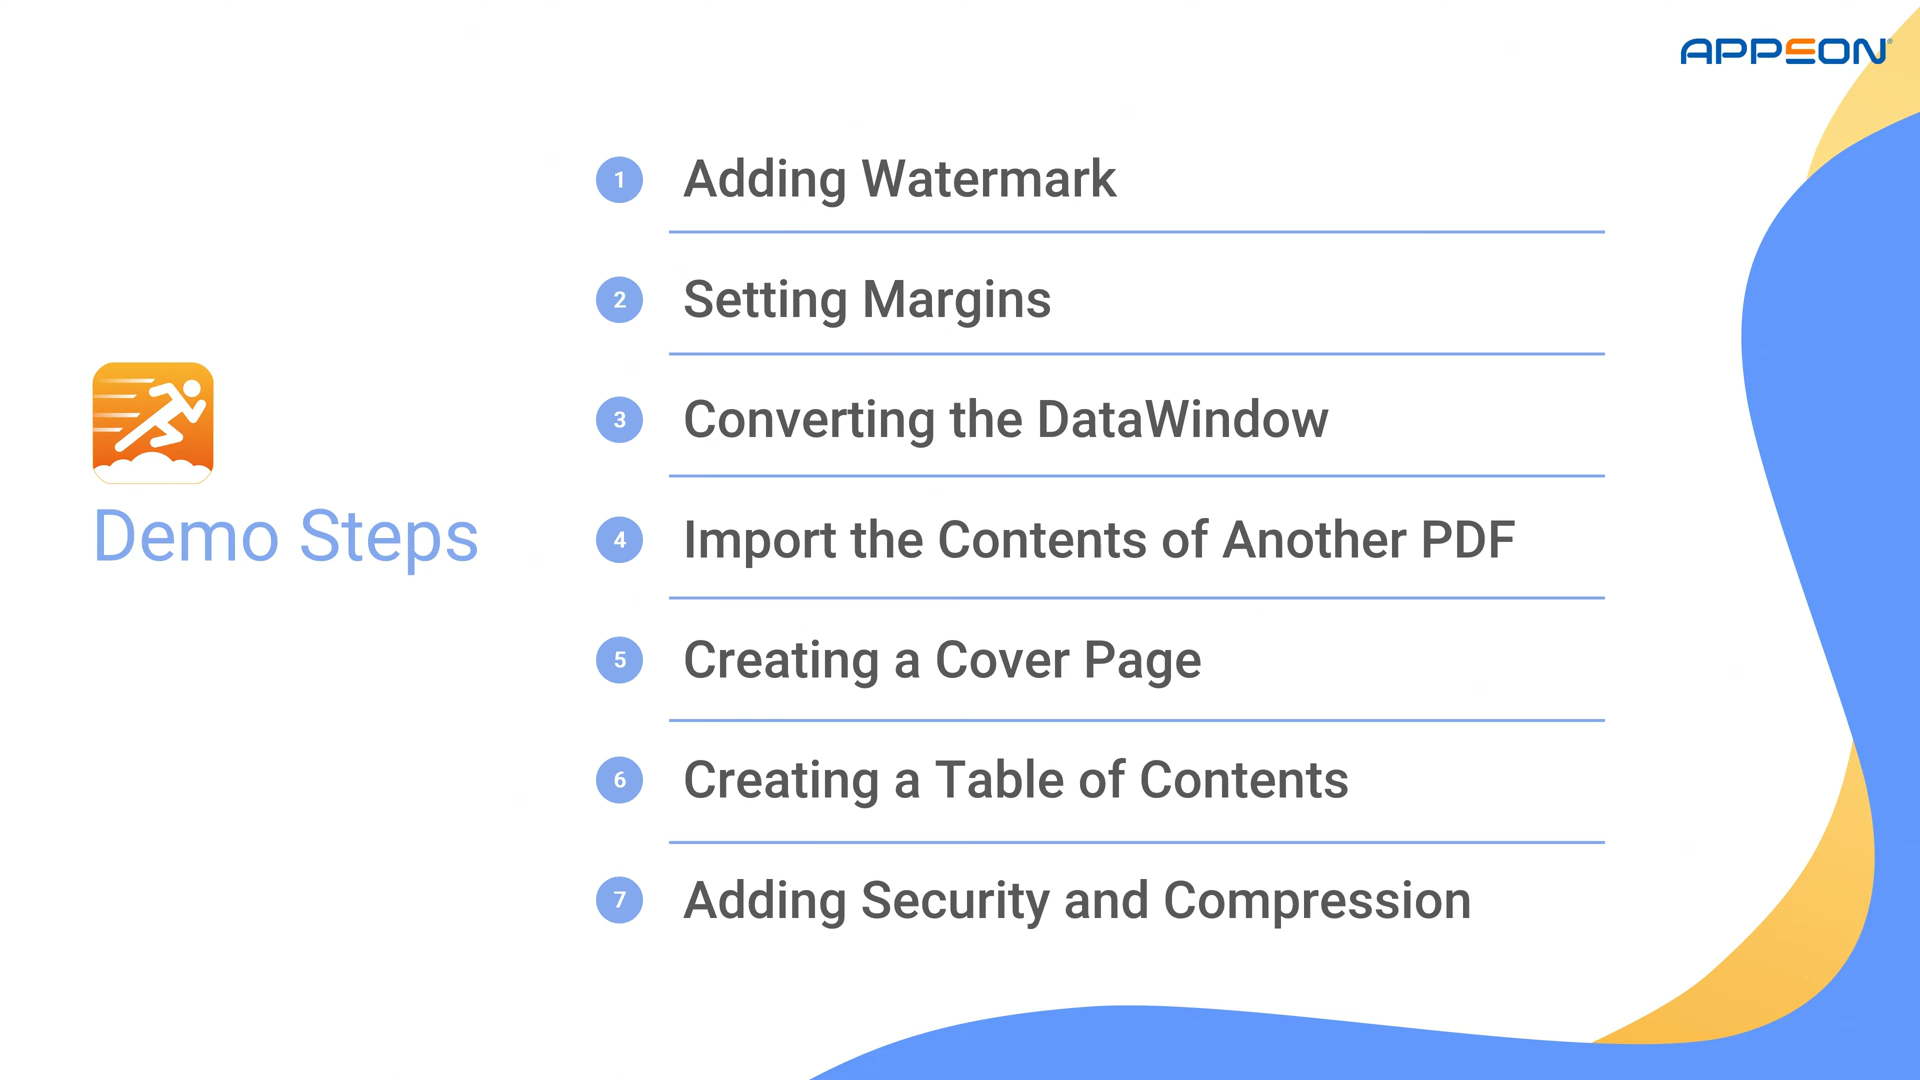 APPEON®
Demo Steps
1 Adding Watermark
2 Setting Margins
3 Converting the DataWindow
4 Import the Contents of Another PDF
5 Creating a Cover Page
6 Creating a Table of Contents
7 Adding Security and Compression